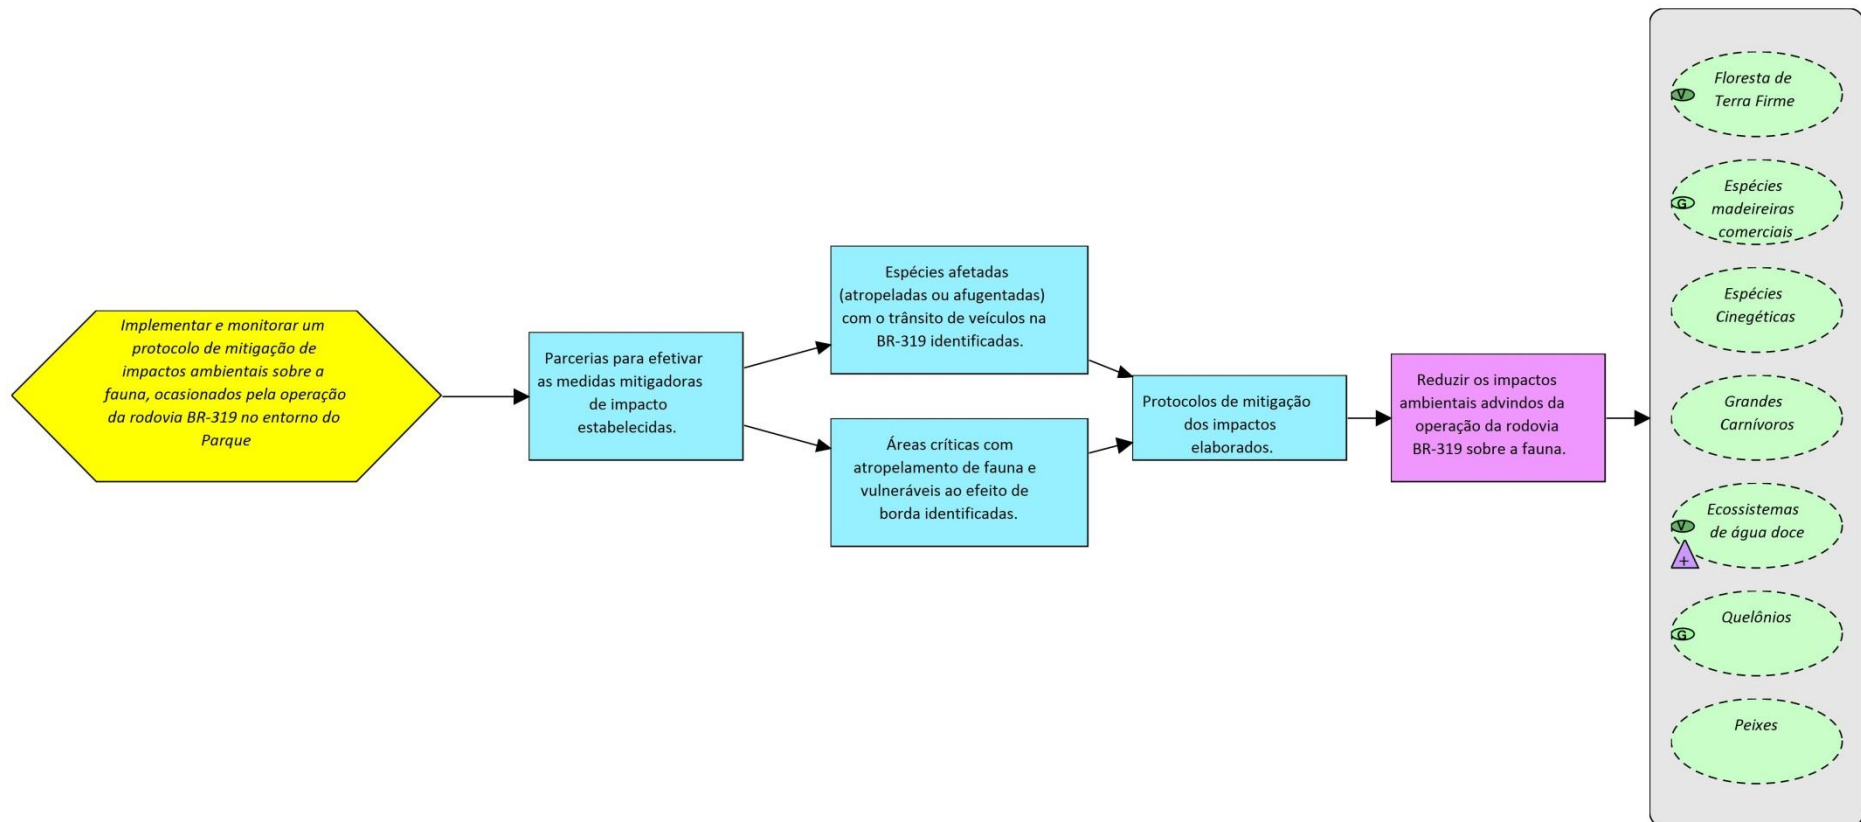 Implementar e monitorar um
protocolo de mitigação de
impactos ambientais sobre a
fauna, ocasionados pela operação
da rodovia BR-319 no entorno do
Parque
Parcerias para efetivar
as medidas mitigadoras
de impacto
estabelecidas.
Espécies afetadas
(atropeladas ou afugentadas)
com o trânsito de veículos na
BR-319 identificadas.
Áreas críticas com
atropelamento de fauna e
vulneráveis ao efeito de
borda identificadas.
Protocolos de mitigação
dos impactos
elaborados.
Reduzir os impactos
ambientais advindos da
operação da rodovia
BR-319 sobre a fauna.
Floresta de
Terra Firme
V
Espécies
madeireiras
comerciais
G
Espécies
Cinegéticas
Grandes
Carnívoros
Ecossistemas
de água doce
V
+
Quelônios
G
Peixes